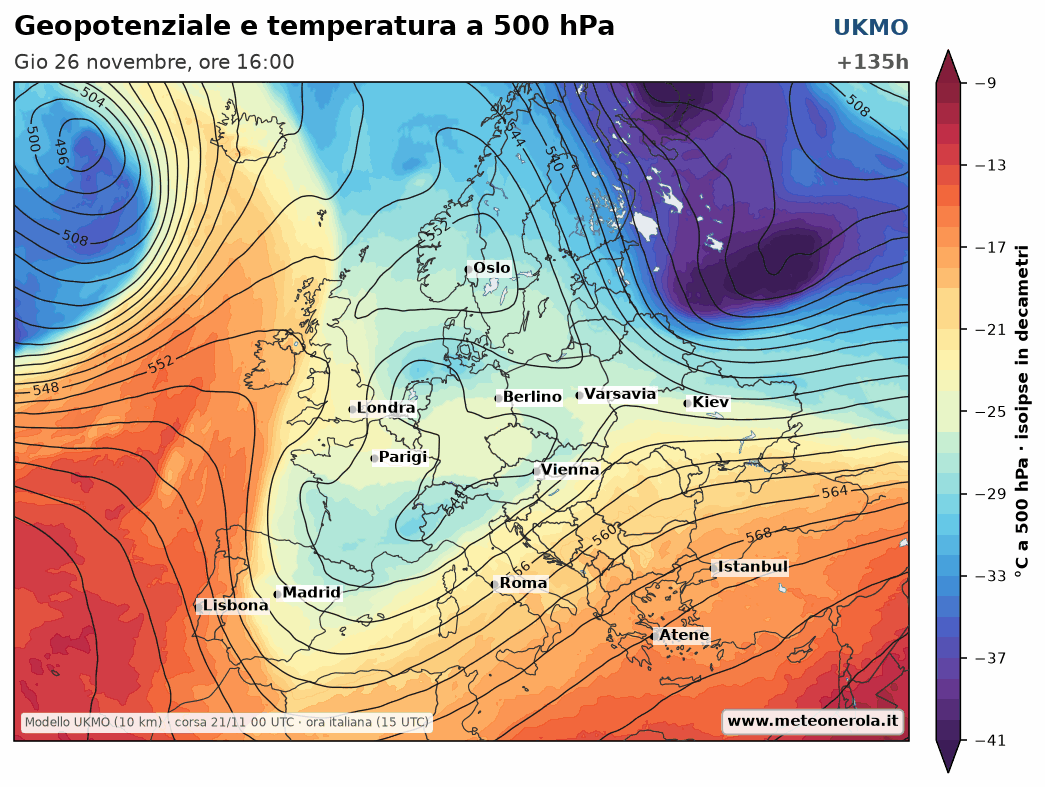 Geopotenziale e temperatura a 500 hPa
UKMO
Gio 26 novembre, ore 16:00
+135h
504
500
496
508
508
544
540
552
552
548
548
564
568
560
56
Oslo
Londra
Berlino
Varsavia
Kiev
Parigi
Vienna
Madrid
Lisbona
Roma
Istanbul
Atene
−9
−13
−17
−21
−25
−29
−33
−37
−41
°C a 500 hPa · isoipse in decametri
Modello UKMO (10 km) · corsa 21/11 00 UTC · ora italiana (15 UTC)
www.meteonerola.it